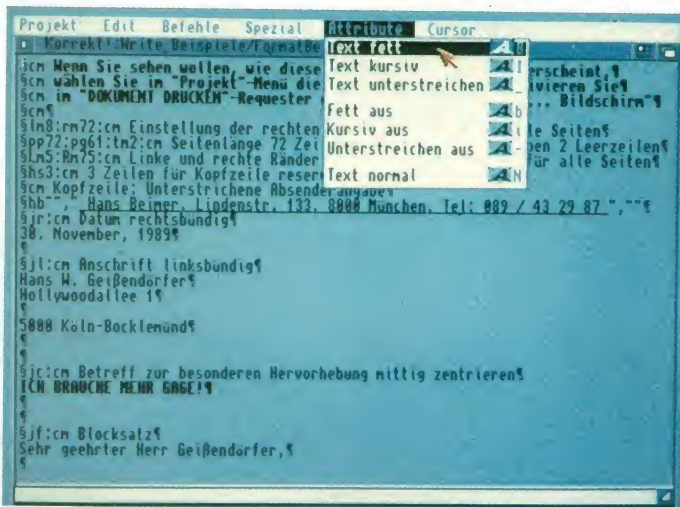 Projekt Edit Befehle Spezial Attribute Cursor
Korrekt!:Write_Beispiele/FormatBe
Text fett A B
Text kursiv A I
Text unterstreichen A _
Fett aus A b
Kursiv aus A i
Unterstreichen aus A -
Text normal A N
§cm Wenn Sie sehen wollen, wie diese erscheint,¶
§cm wählen Sie im "Projekt"-Menü die ivieren Sie¶
§cm im "DOKUMENT DRUCKEN"-Requester ... Bildschirm"¶
§cm¶
§lm8:rm72:cm Einstellung der rechten le Seiten¶
§pp72:pg61:tm2:cm Seitenlänge 72 Zei ben 2 Leerzeilen¶
§Lm5:Rm75:cm Linke und rechte Ränder für alle Seiten¶
§hs3:cm 3 Zeilen für Kopfzeile reser
§cm Kopfzeile: Unterstrichene Absenderangabe¶
§hb""," Hans Beimer, Lindenstr. 133, 8000 München, Tel: 089 / 43 29 87 ",""¶
§jr:cm Datum rechtsbündig¶
30. November, 1989¶
¶
§jl:cm Anschrift linksbündig¶
Hans W. Geißendörfer¶
Hollywoodallee 1¶
¶
5000 Köln-Bocklemünd¶
¶
¶
§jc:cm Betreff zur besonderen Hervorhebung mittig zentrieren¶
ICH BRAUCHE MEHR GAGE!¶
¶
¶
§jf:cm Blocksatz¶
Sehr geehrter Herr Geißendörfer,¶
¶